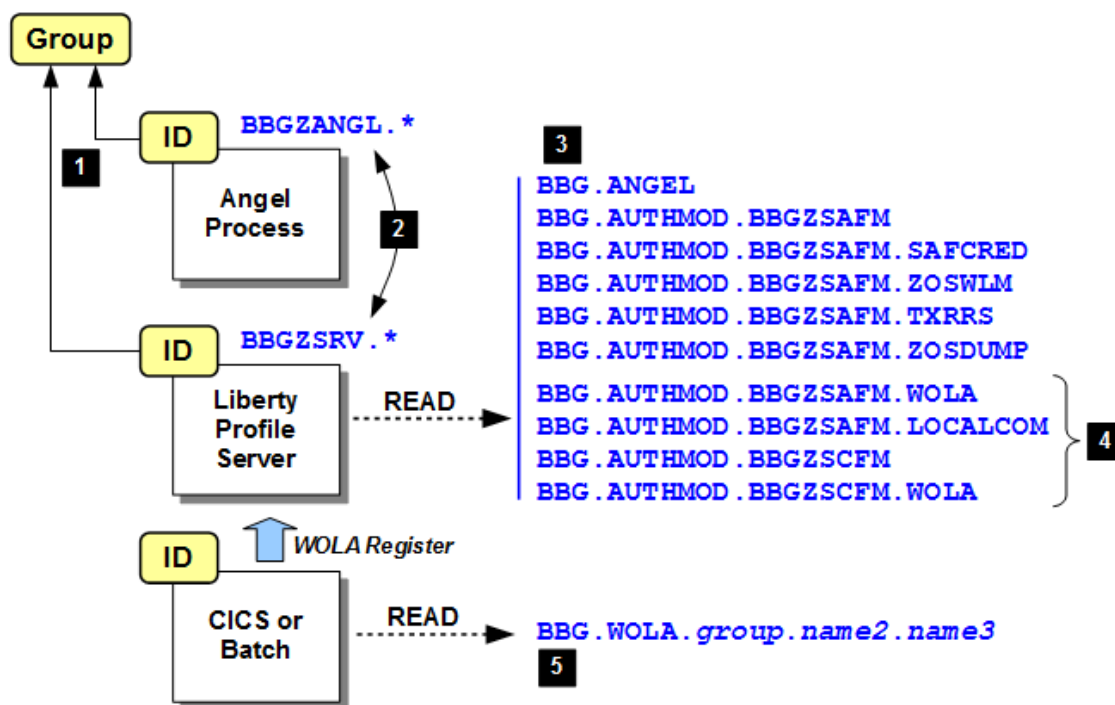 Group
ID
BBGZANGL.*
1
Angel
Process
2
3
BBG.ANGEL
BBG.AUTHMOD.BBGZSAFM
BBG.AUTHMOD.BBGZSAFM.SAFCRED
BBG.AUTHMOD.BBGZSAFM.ZOSWLM
BBG.AUTHMOD.BBGZSAFM.TXRRS
BBG.AUTHMOD.BBGZSAFM.ZOSDUMP
BBGZSRV.*
ID
Liberty
Profile
Server
READ
BBG.AUTHMOD.BBGZSAFM.WOLA
BBG.AUTHMOD.BBGZSAFM.LOCALCOM
BBG.AUTHMOD.BBGZSCFM
BBG.AUTHMOD.BBGZSCFM.WOLA
4
WOLA Register
ID
CICS or
Batch
READ
BBG.WOLA.group.name2.name3
5